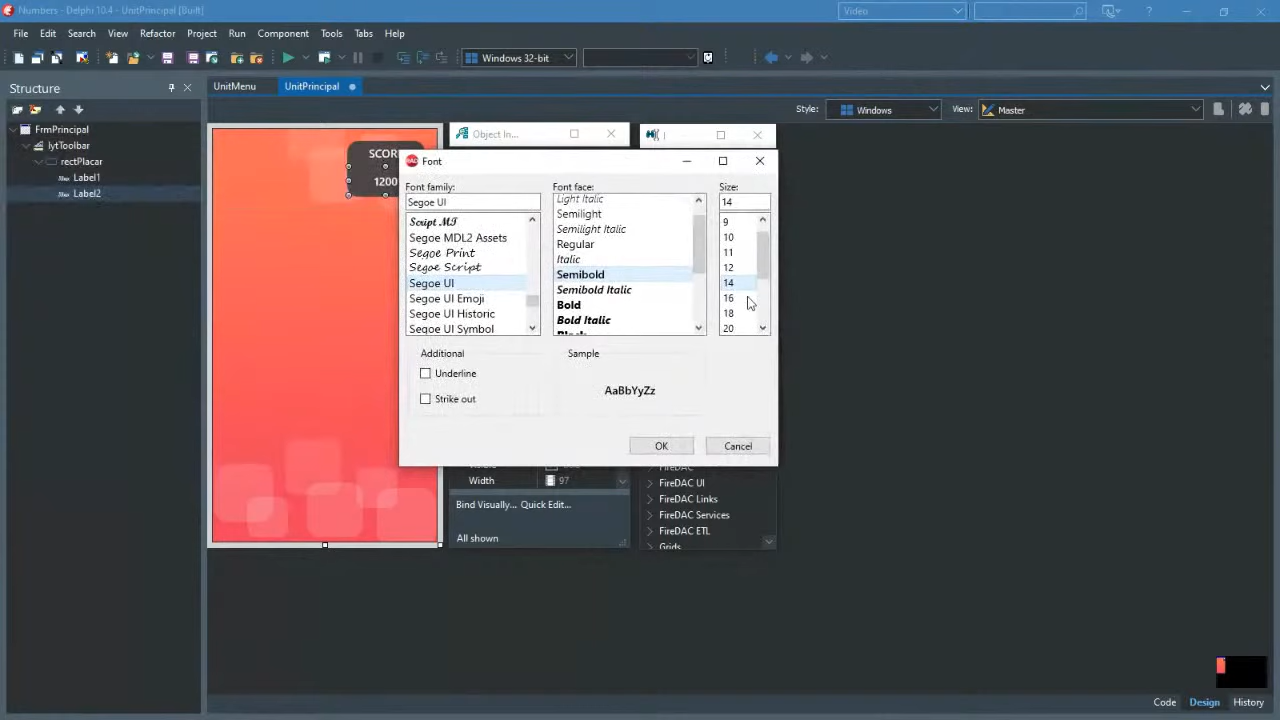 Numbers - Delphi 10.4 - UnitPrincipal [Built]
Video
?
File Edit Search View Refactor Project Run Component Tools Tabs Help
Windows 32-bit
Structure
UnitMenu UnitPrincipal
Style: Windows View: Master
FrmPrincipal
lytToolbar
rectPlacar
Label1
Label2
SCOR
1200
Object In...
Font
Font family: Font face: Size:
Segoe UI 14
Script MT
Segoe MDL2 Assets
Segoe Print
Segoe Script
Segoe UI
Segoe UI Emoji
Segoe UI Historic
Segoe UI Symbol
Light Italic
Semilight
Semilight Italic
Regular
Italic
Semibold
Semibold Italic
Bold
Bold Italic
Black
9
10
11
12
14
16
18
20
Additional
Underline
Strike out
Sample
AaBbYyZz
OK Cancel
Width 97
Bind Visually... Quick Edit...
All shown
FireDAC
FireDAC UI
FireDAC Links
FireDAC Services
FireDAC ETL
Grids
Code Design History